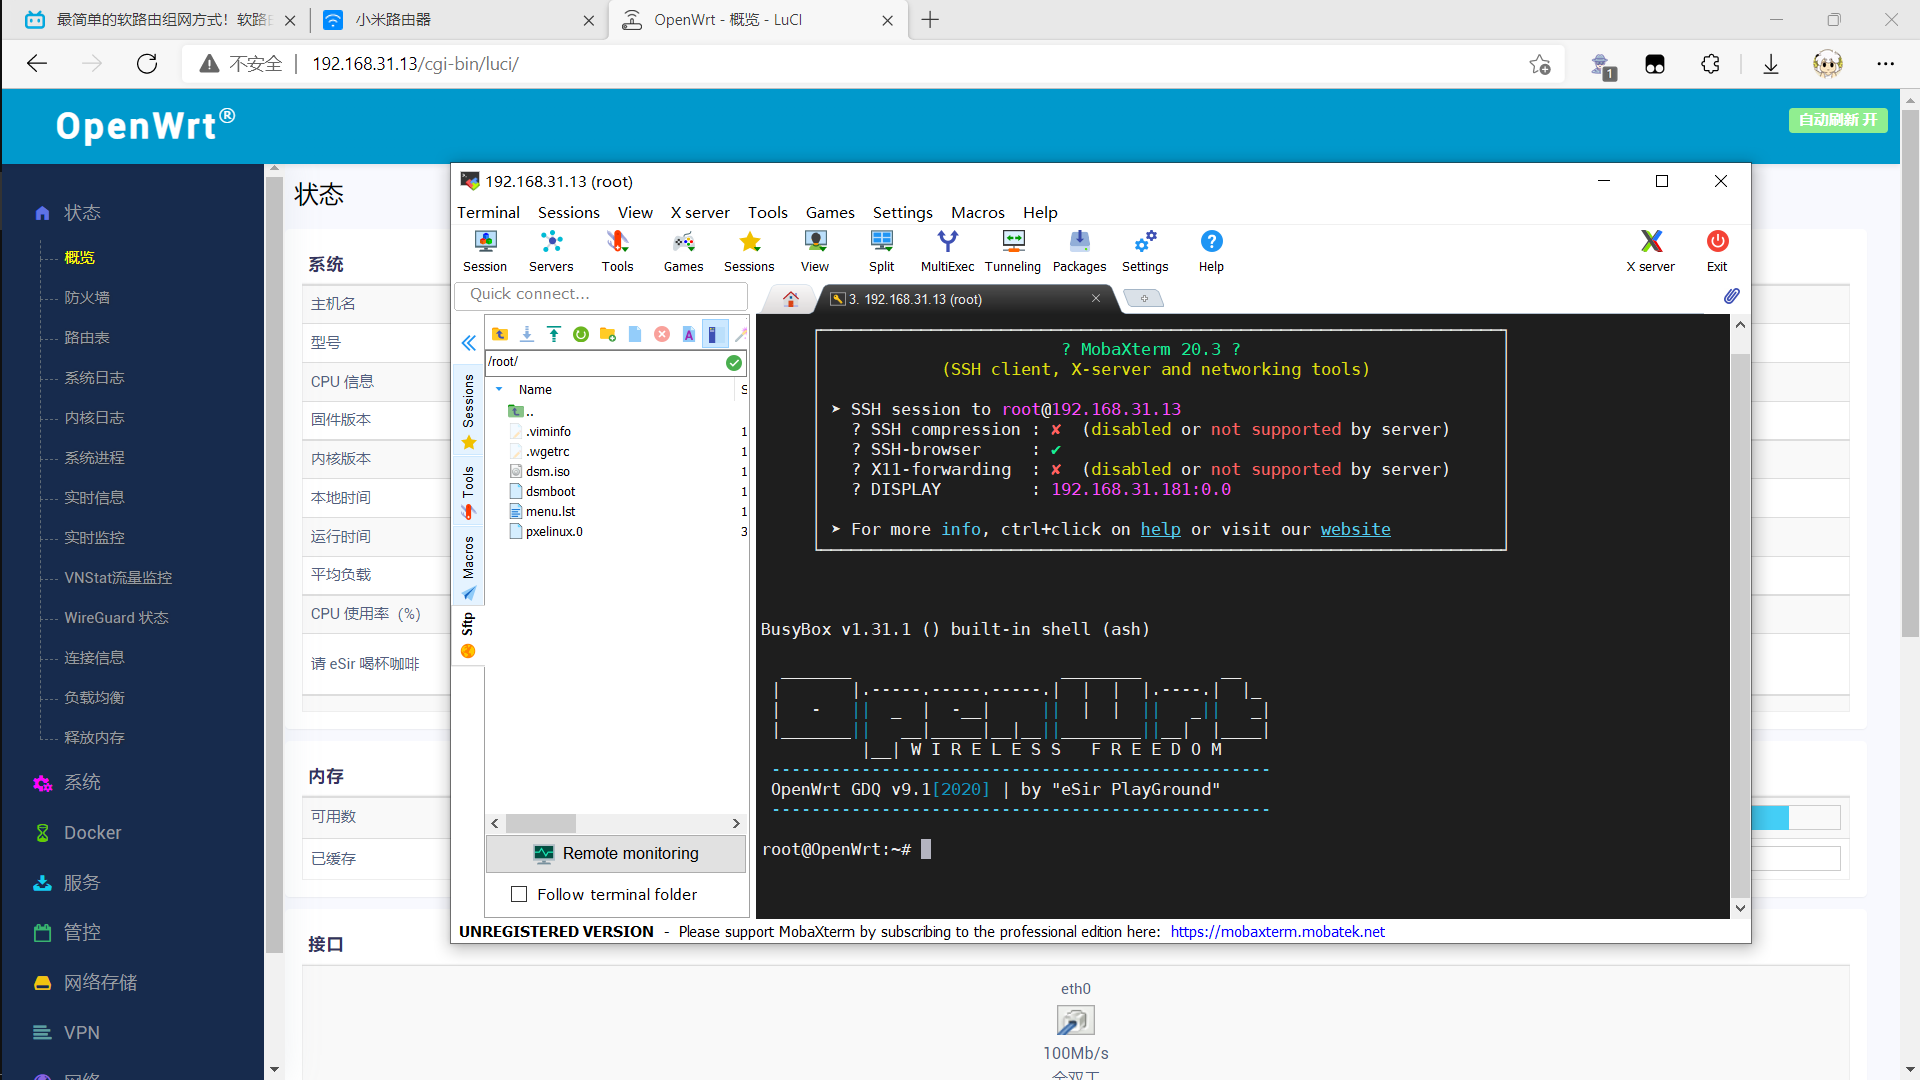 最简单的软路由组网方式！软路由
小米路由器
OpenWrt - 概览 - LuCI
不安全
192.168.31.13/cgi-bin/luci/
1
OpenWrt®
自动刷新 开
状态
概览
防火墙
路由表
系统日志
内核日志
系统进程
实时信息
实时监控
VNStat流量监控
WireGuard 状态
连接信息
负载均衡
释放内存
系统
Docker
服务
管控
网络存储
VPN
网络
状态
系统
主机名
型号
CPU 信息
固件版本
内核版本
本地时间
运行时间
平均负载
CPU 使用率（%）
请 eSir 喝杯咖啡
内存
可用数
已缓存
接口
eth0
100Mb/s
全双工
192.168.31.13 (root)
Terminal Sessions View X server Tools Games Settings Macros Help
Session Servers Tools Games Sessions View Split MultiExec Tunneling Packages Settings Help X server Exit
Quick connect...
3. 192.168.31.13 (root)
Sessions
Tools
Macros
Sftp
/root/
Name S
..
.viminfo 1
.wgetrc 1
dsm.iso 1
dsmboot 1
menu.lst 1
pxelinux.0 3
Remote monitoring
Follow terminal folder
? MobaXterm 20.3 ?
(SSH client, X-server and networking tools)
➤ SSH session to root@192.168.31.13
? SSH compression : ✘ (disabled or not supported by server)
? SSH-browser : ✔
? X11-forwarding : ✘ (disabled or not supported by server)
? DISPLAY : 192.168.31.181:0.0
➤ For more info, ctrl+click on help or visit our website
BusyBox v1.31.1 () built-in shell (ash)
OpenWrt
W I R E L E S S F R E E D O M
-----------------------------------------------------
OpenWrt GDQ v9.1[2020] | by "eSir PlayGround"
-----------------------------------------------------
root@OpenWrt:~#
UNREGISTERED VERSION - Please support MobaXterm by subscribing to the professional edition here: https://mobaxterm.mobatek.net